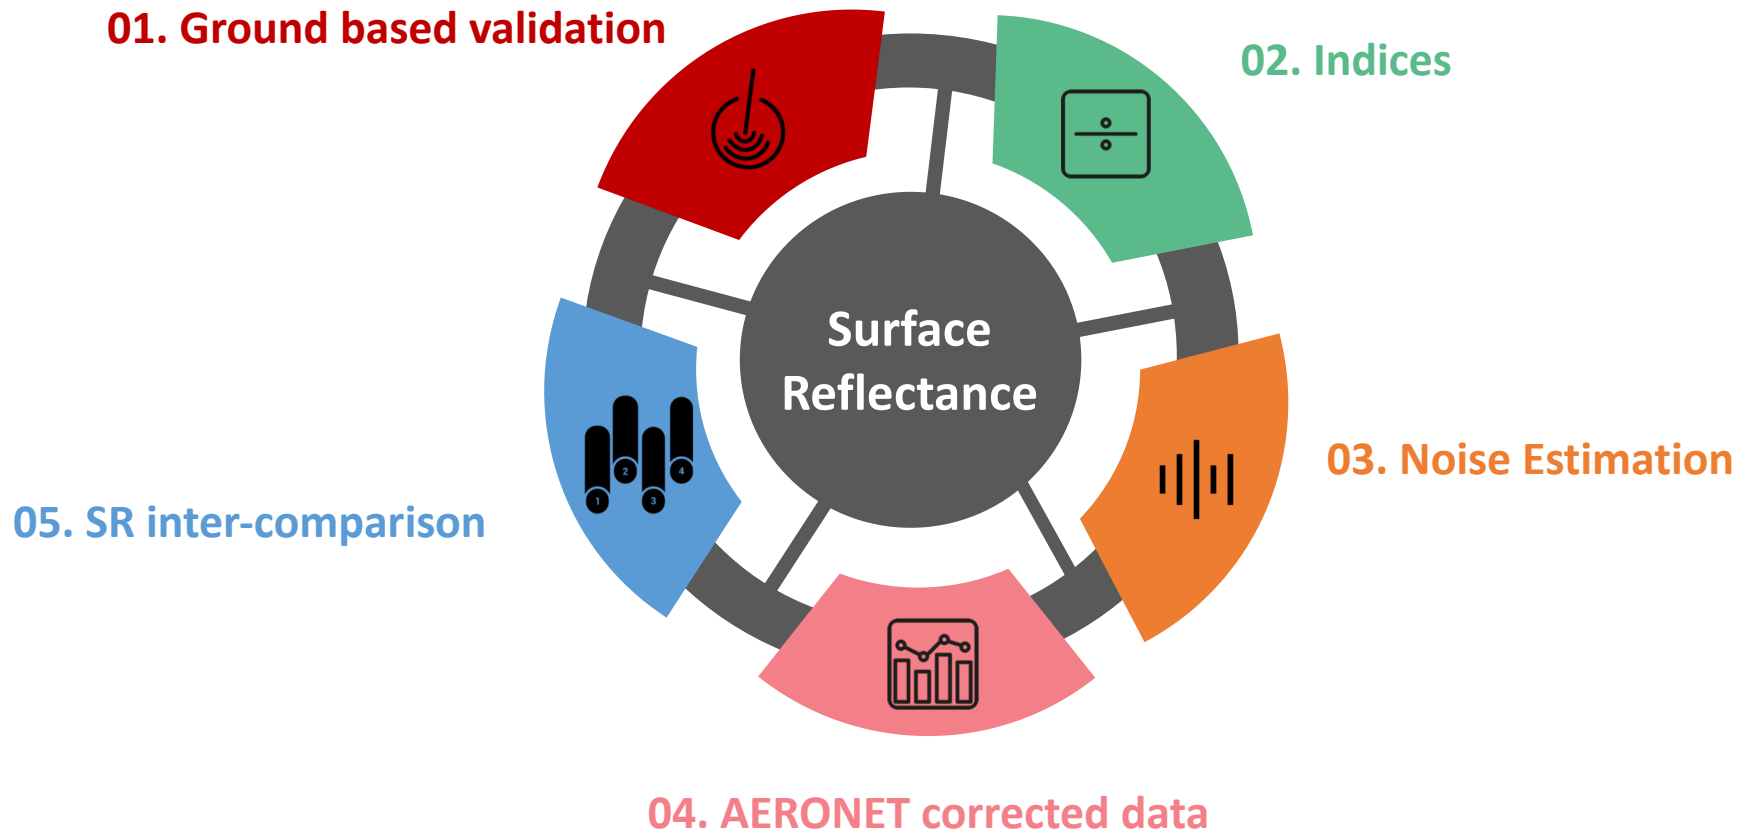 01. Ground based validation
02. Indices
Surface
Reflectance
03. Noise Estimation
2
4
1
3
05. SR inter-comparison
04. AERONET corrected data